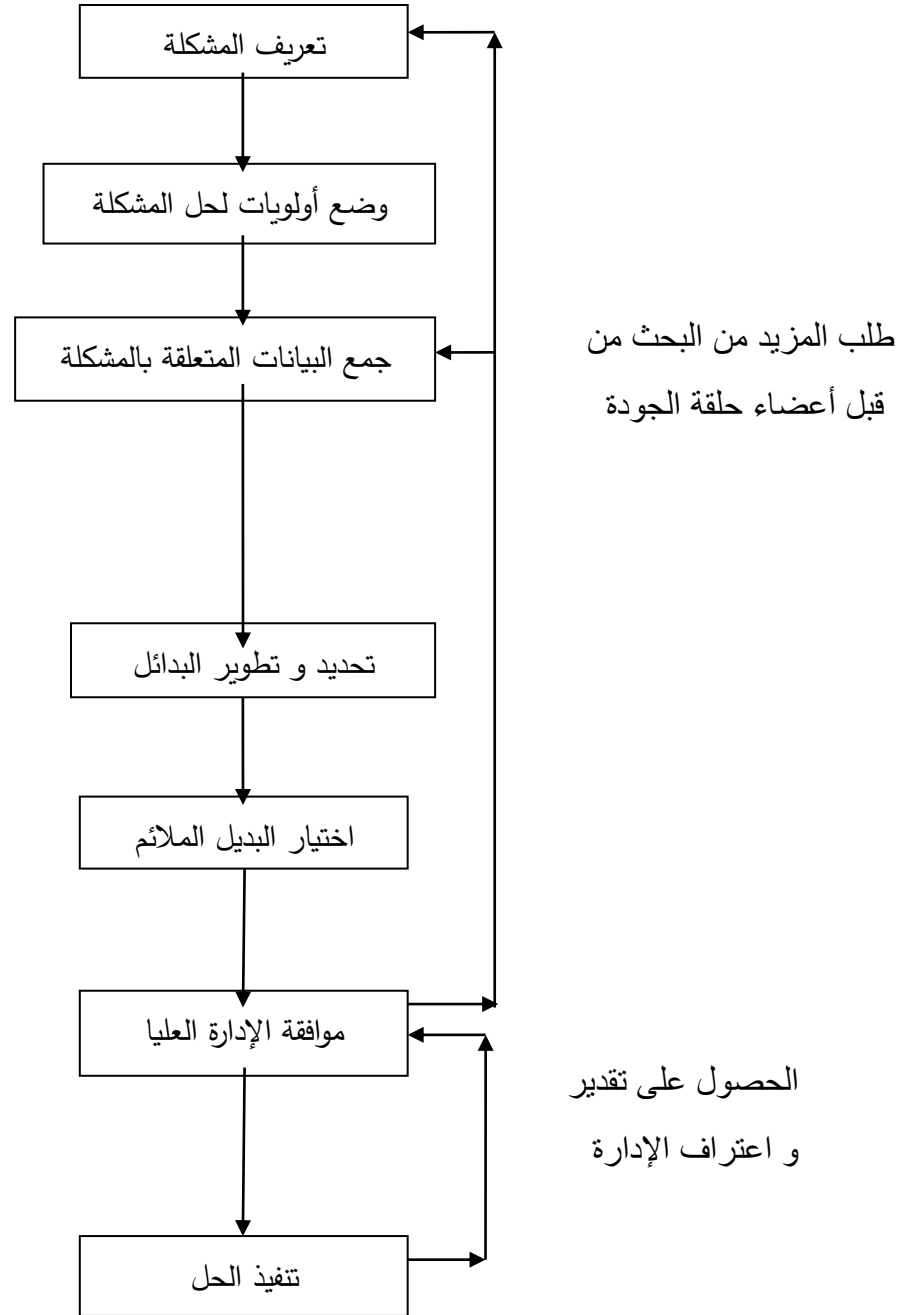 تعريف المشكلة
وضع أولويات لحل المشكلة
جمع البيانات المتعلقة بالمشكلة
طلب المزيد من البحث من
قبل أعضاء حلقة الجودة
تحديد و تطوير البدائل
اختيار البديل الملائم
موافقة الإدارة العليا
الحصول على تقدير
و اعتراف الإدارة
تنفيذ الحل